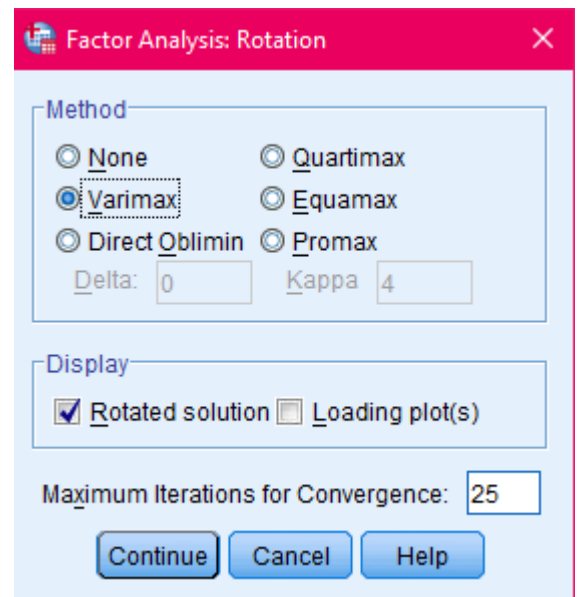 Factor Analysis: Rotation
Method
None Quartimax
Varimax Equamax
Direct Oblimin Promax
Delta: 0 Kappa 4
Display
Rotated solution Loading plot(s)
Maximum Iterations for Convergence: 25
Continue Cancel Help